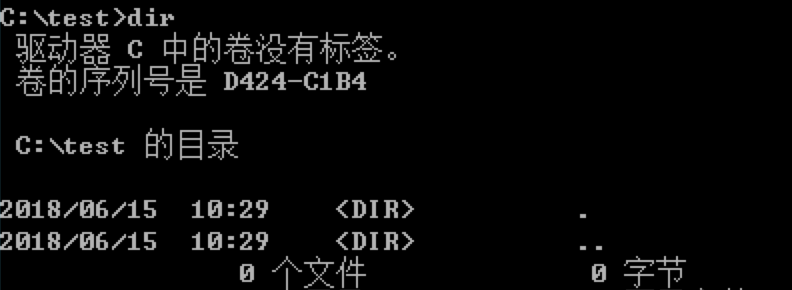 C:\test>dir
驱动器 C 中的卷没有标签。
卷的序列号是 D424-C1B4
C:\test 的目录
2018/06/15  10:29    <DIR>          .
2018/06/15  10:29    <DIR>          ..
0 个文件              0 字节